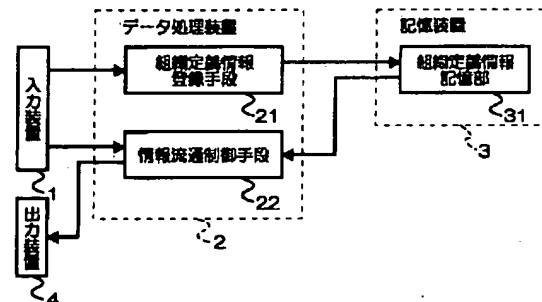 データ処理装置
組織定義情報
登録手段
21
記憶装置
組織定義情報
記憶部
31
3
入力装置
1
情報流通制御手段
22
2
出力装置
4